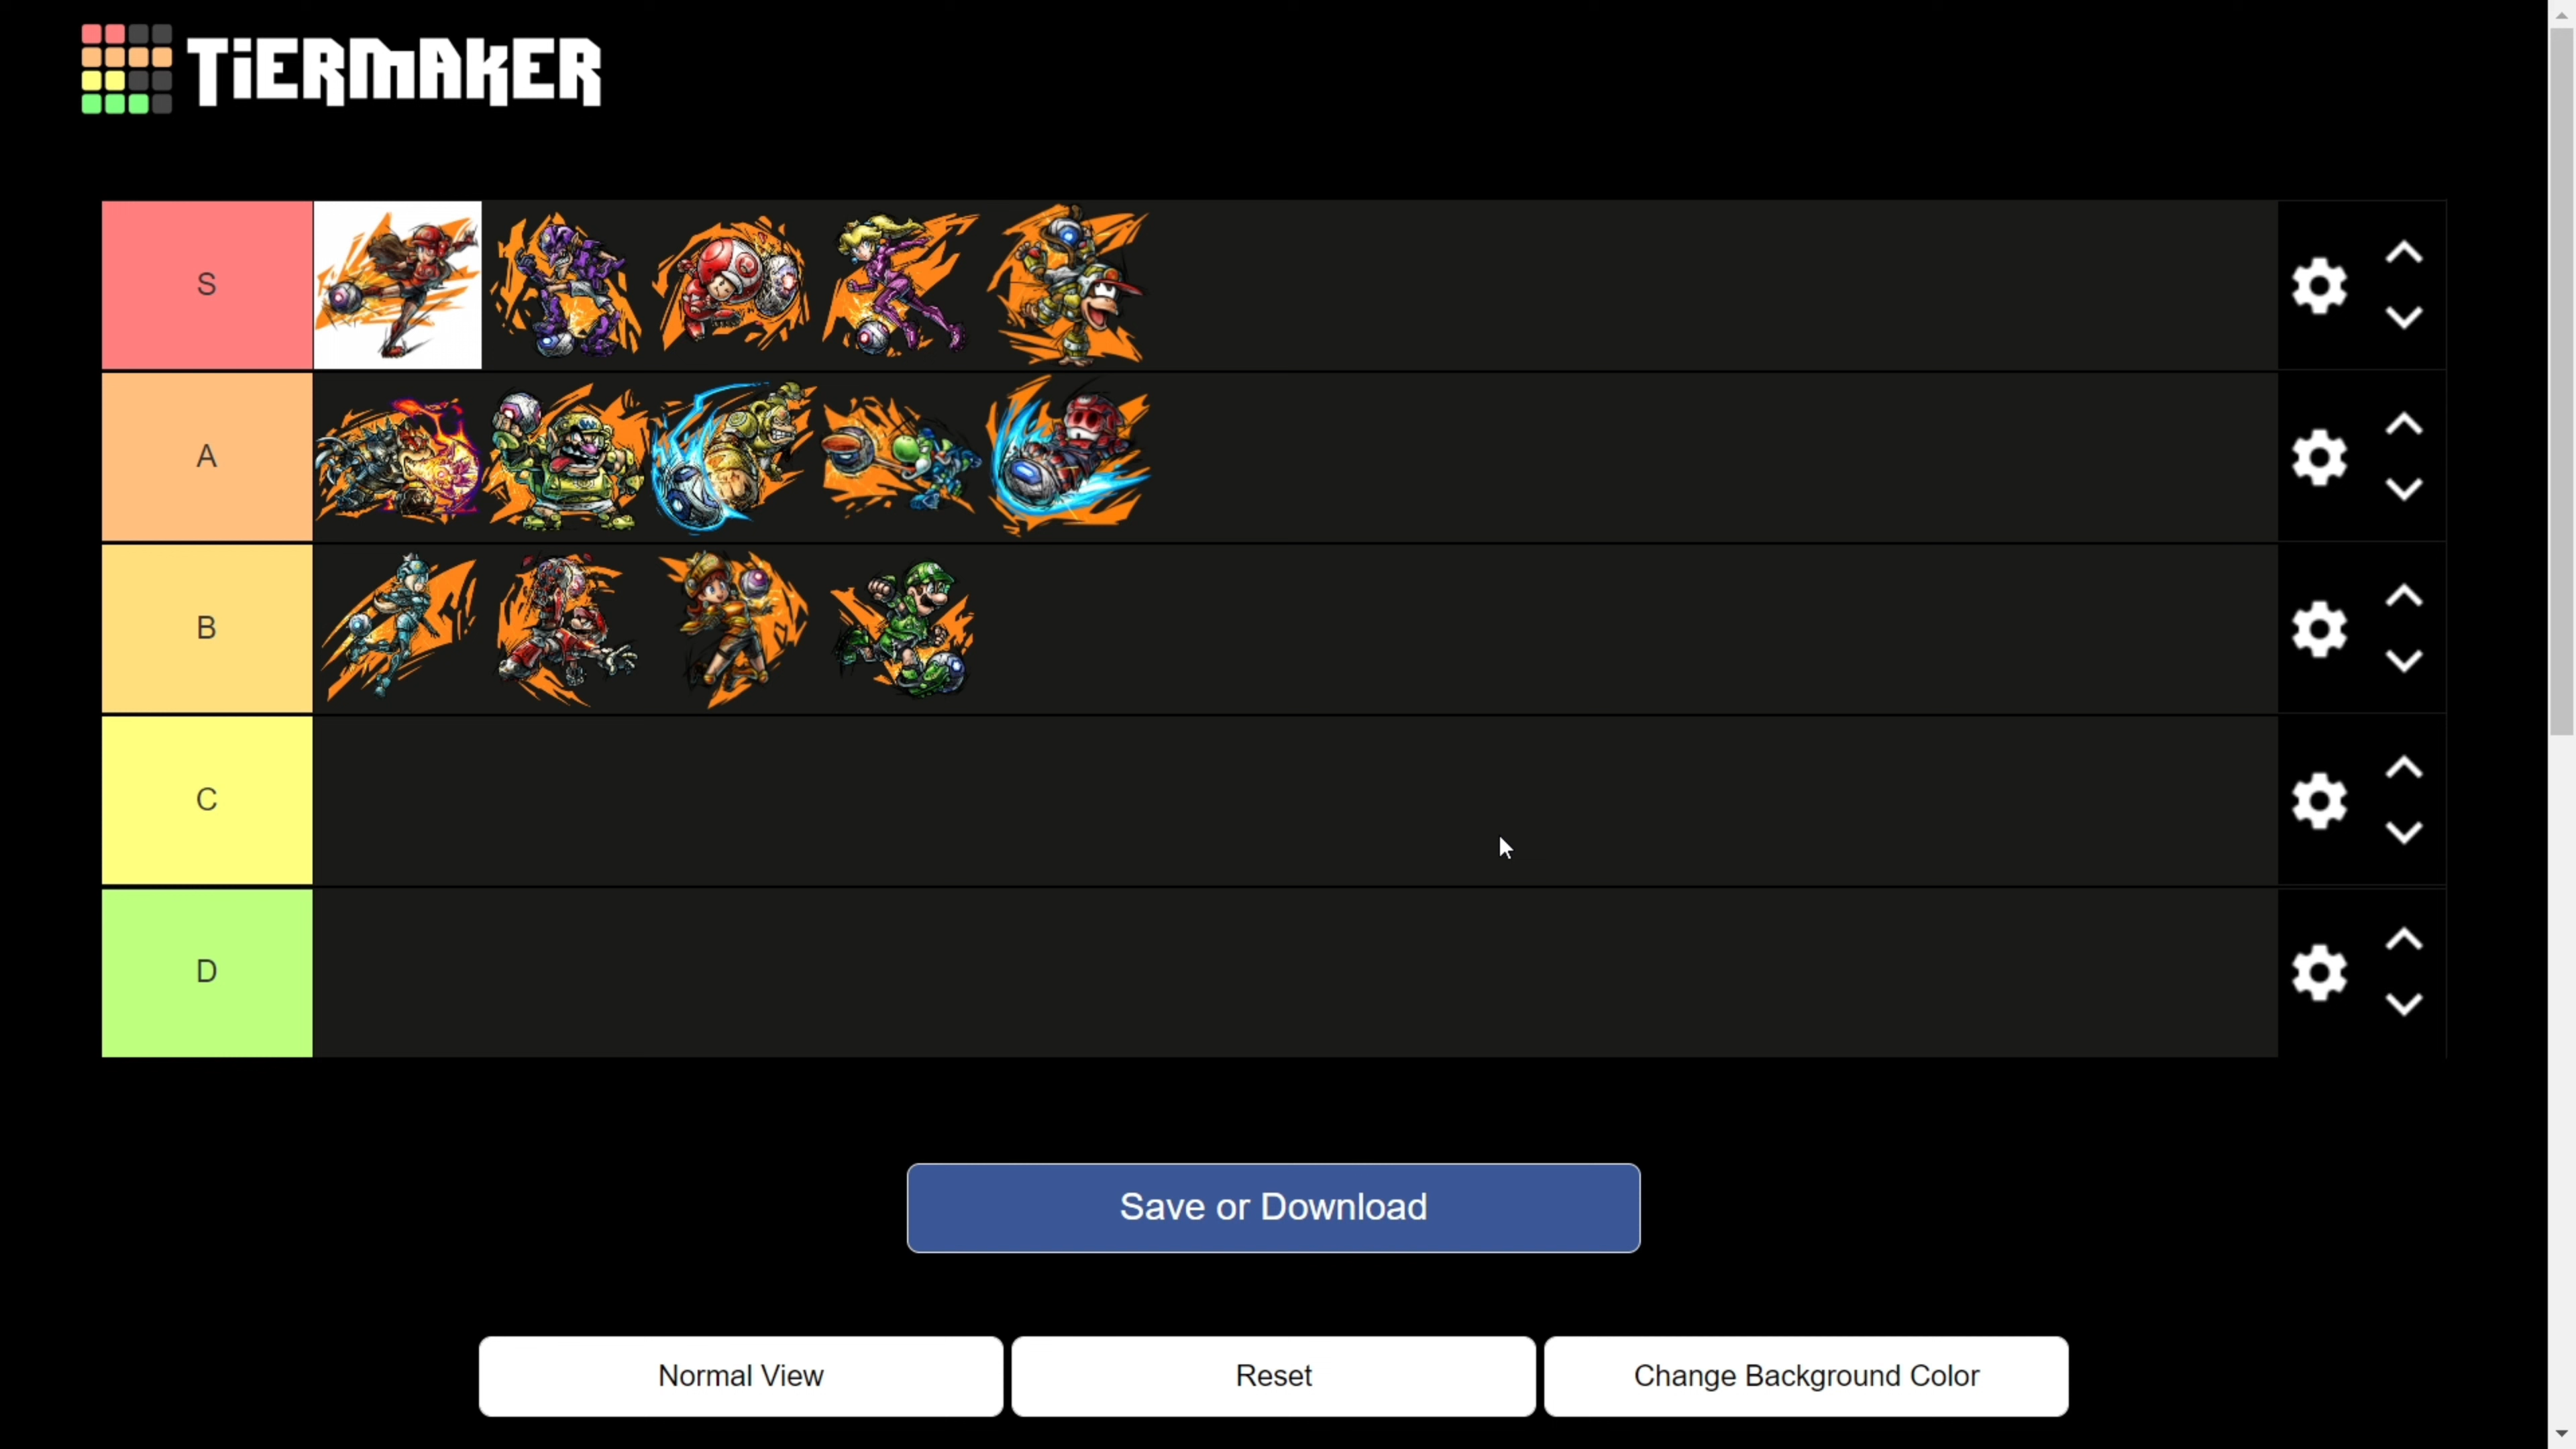 TiERMAKER
S
A
B
C
D
Save or Download
Normal View
Reset
Change Background Color